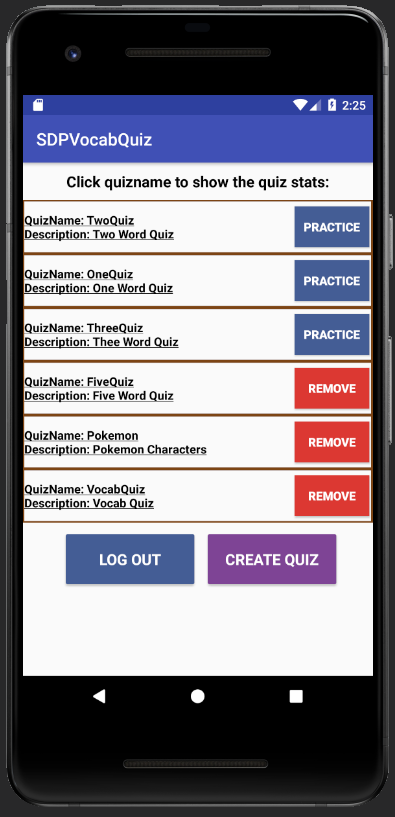 2:25
SDPVocabQuiz
Click quizname to show the quiz stats:
QuizName: TwoQuiz
Description: Two Word Quiz
PRACTICE
QuizName: OneQuiz
Description: One Word Quiz
PRACTICE
QuizName: ThreeQuiz
Description: Thee Word Quiz
PRACTICE
QuizName: FiveQuiz
Description: Five Word Quiz
REMOVE
QuizName: Pokemon
Description: Pokemon Characters
REMOVE
QuizName: VocabQuiz
Description: Vocab Quiz
REMOVE
LOG OUT
CREATE QUIZ